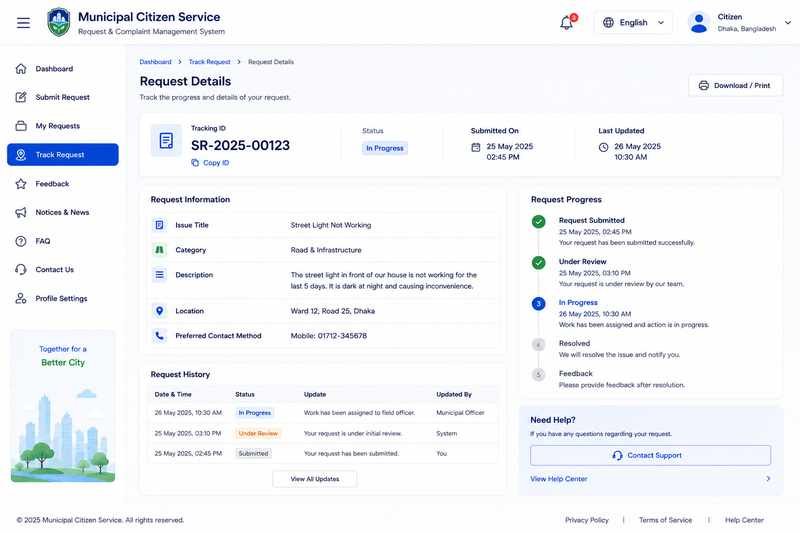 Municipal Citizen Service
Request & Complaint Management System
3
English
Citizen
Dhaka, Bangladesh
Dashboard
Submit Request
My Requests
Track Request
Feedback
Notices & News
FAQ
Contact Us
Profile Settings
Together for a
Better City
Dashboard > Track Request > Request Details
Request Details
Track the progress and details of your request.
Download / Print
Tracking ID
SR-2025-00123
Copy ID
Status
In Progress
Submitted On
25 May 2025
02:45 PM
Last Updated
26 May 2025
10:30 AM
Request Information
Issue Title Street Light Not Working
Category Road & Infrastructure
Description The street light in front of our house is not working for the
last 5 days. It is dark at night and causing inconvenience.
Location Ward 12, Road 25, Dhaka
Preferred Contact Method Mobile: 01712-345678
Request History
Date & Time Status Update Updated By
26 May 2025, 10:30 AM In Progress Work has been assigned to field officer. Municipal Officer
25 May 2025, 03:10 PM Under Review Your request is under initial review. System
25 May 2025, 02:45 PM Submitted Your request has been submitted. You
View All Updates
Request Progress
Request Submitted
25 May 2025, 02:45 PM
Your request has been submitted successfully.
Under Review
25 May 2025, 03:10 PM
Your request is under review by our team.
3 In Progress
26 May 2025, 10:30 AM
Work has been assigned and action is in progress.
4 Resolved
We will resolve the issue and notify you.
5 Feedback
Please provide feedback after resolution.
Need Help?
If you have any questions regarding your request.
Contact Support
View Help Center >
© 2025 Municipal Citizen Service. All rights reserved.
Privacy Policy | Terms of Service | Help Center